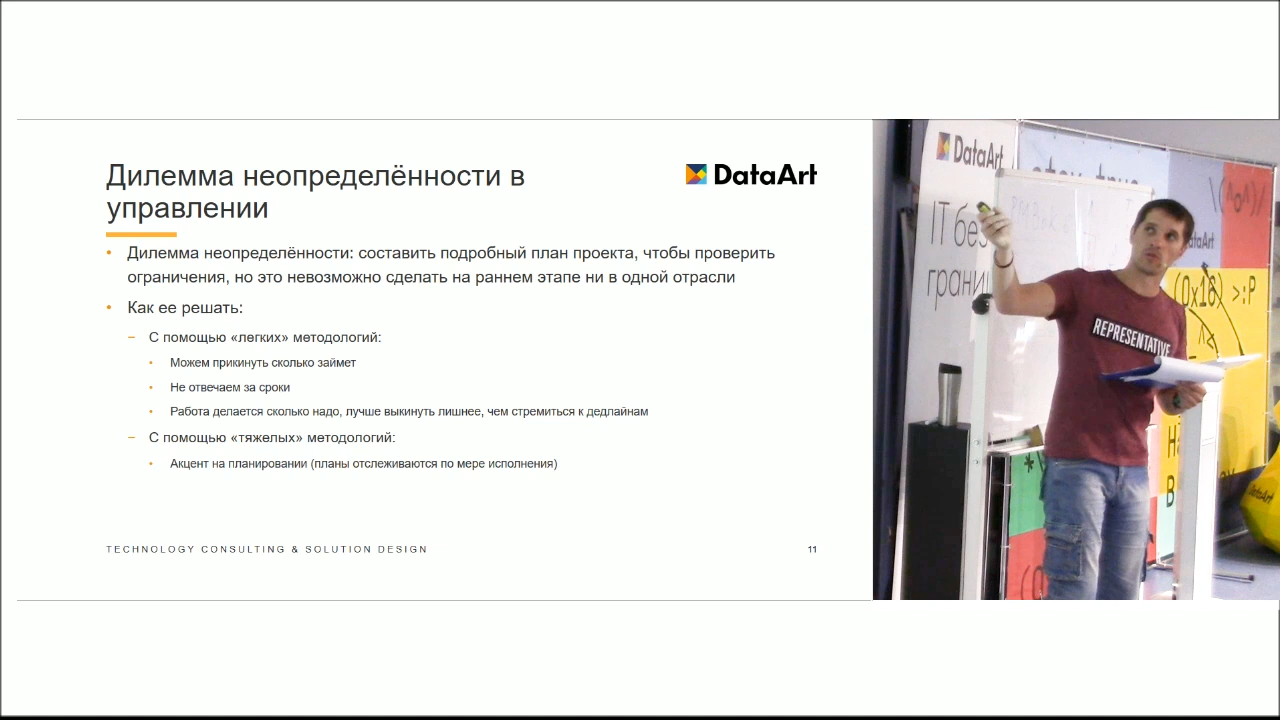 Дилемма неопределённости в
управлении
DataArt
• Дилемма неопределённости: составить подробный план проекта, чтобы проверить
ограничения, но это невозможно сделать на раннем этапе ни в одной отрасли
• Как ее решать:
– С помощью «легких» методологий:
• Можем прикинуть сколько займет
• Не отвечаем за сроки
• Работа делается сколько надо, лучше выкинуть лишнее, чем стремиться к дедлайнам
– С помощью «тяжелых» методологий:
• Акцент на планировании (планы отслеживаются по мере исполнения)
TECHNOLOGY CONSULTING & SOLUTION DESIGN
11
DataArt
IT без
грани
\(^o^)/
(0x16) >:P
REPRESENTATIVE
DataArt